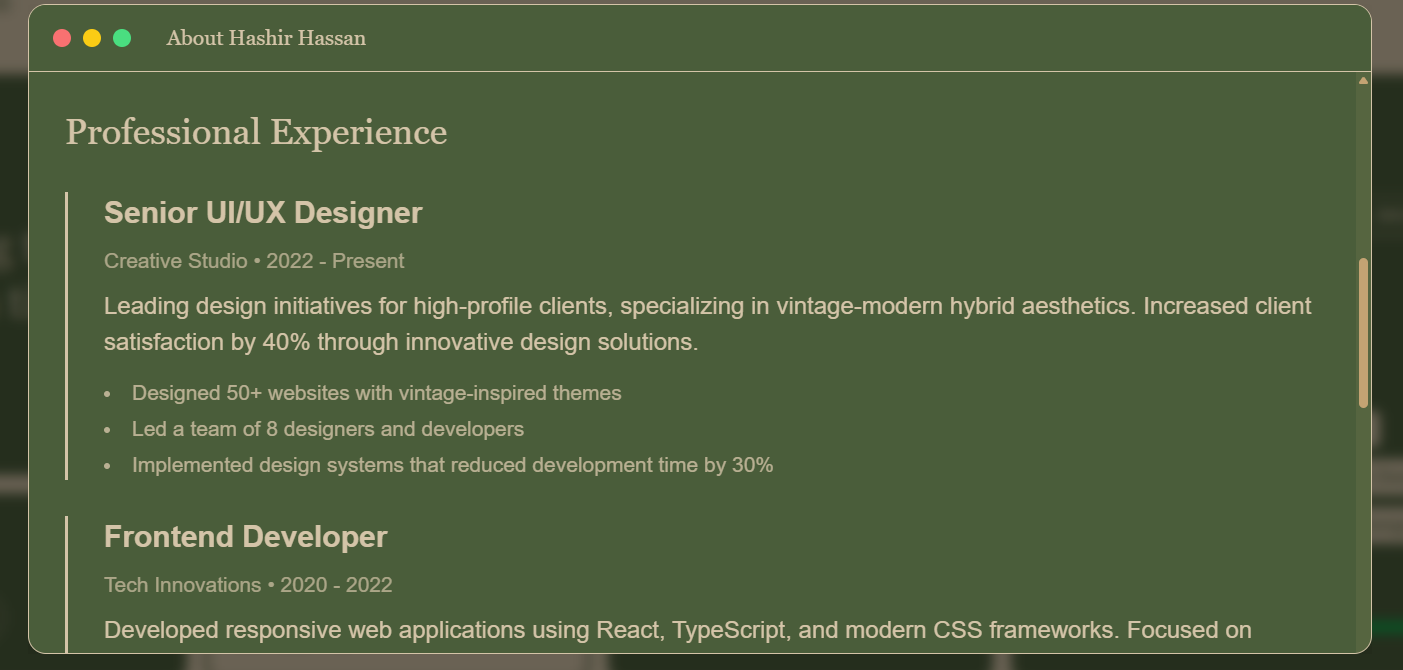 About Hashir Hassan
Professional Experience
Senior UI/UX Designer
Creative Studio • 2022 - Present
Leading design initiatives for high-profile clients, specializing in vintage-modern hybrid aesthetics. Increased client
satisfaction by 40% through innovative design solutions.
• Designed 50+ websites with vintage-inspired themes
• Led a team of 8 designers and developers
• Implemented design systems that reduced development time by 30%
Frontend Developer
Tech Innovations • 2020 - 2022
Developed responsive web applications using React, TypeScript, and modern CSS frameworks. Focused on